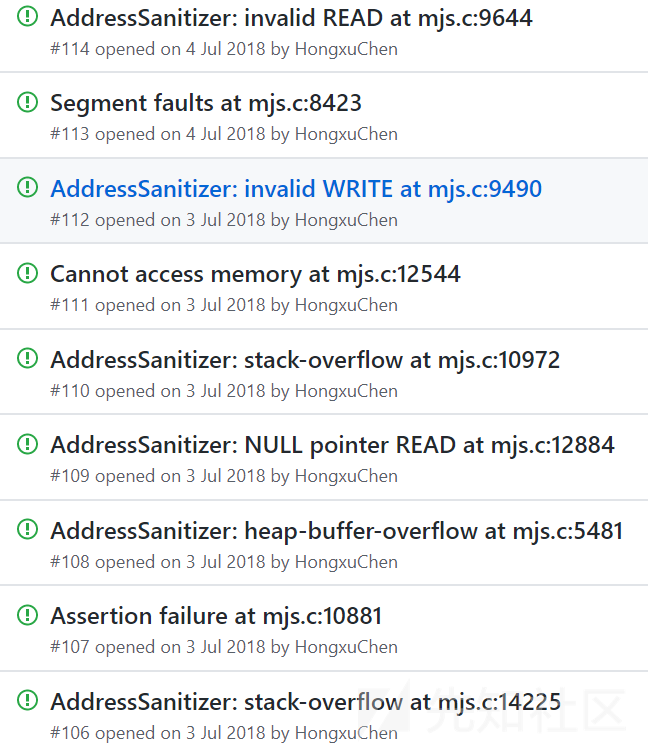 AddressSanitizer: invalid READ at mjs.c:9644
#114 opened on 4 Jul 2018 by HongxuChen
Segment faults at mjs.c:8423
#113 opened on 4 Jul 2018 by HongxuChen
AddressSanitizer: invalid WRITE at mjs.c:9490
#112 opened on 3 Jul 2018 by HongxuChen
Cannot access memory at mjs.c:12544
#111 opened on 3 Jul 2018 by HongxuChen
AddressSanitizer: stack-overflow at mjs.c:10972
#110 opened on 3 Jul 2018 by HongxuChen
AddressSanitizer: NULL pointer READ at mjs.c:12884
#109 opened on 3 Jul 2018 by HongxuChen
AddressSanitizer: heap-buffer-overflow at mjs.c:5481
#108 opened on 3 Jul 2018 by HongxuChen
Assertion failure at mjs.c:10881
#107 opened on 3 Jul 2018 by HongxuChen
AddressSanitizer: stack-overflow at mjs.c:14225
#106 opened on 3 Jul 2018 by HongxuChen
先知社区